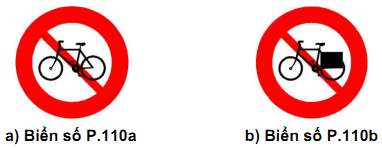 a) Biển số P.110a
b) Biển số P.110b